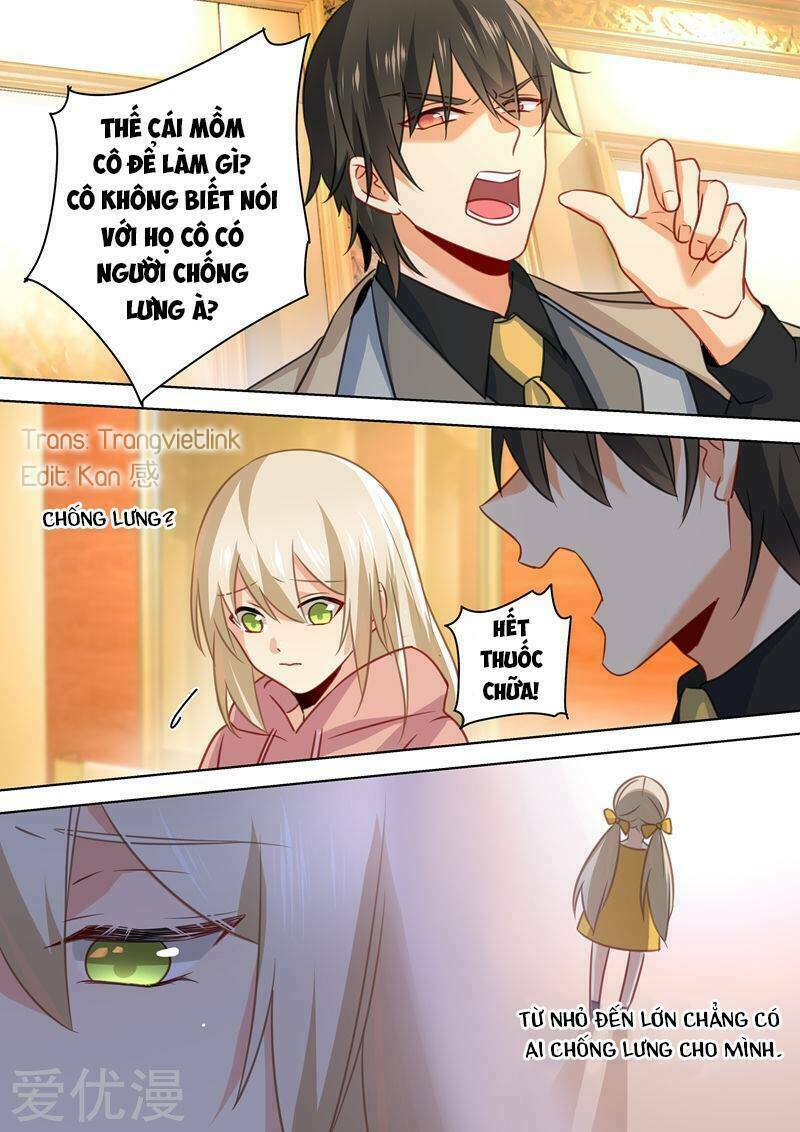 THẾ CÁI MỒM
CÔ ĐỂ LÀM GÌ?
CÔ KHÔNG BIẾT NÓI
VỚI HỌ CÔ CÓ
NGƯỜI CHỐNG
LƯNG À?
Trans: Trangvietlink
Edit: Kan 感
CHỐNG LƯNG?
HẾT
THUỐC
CHỮA!
TỪ NHỎ ĐẾN LỚN CHẲNG CÓ
AI CHỐNG LƯNG CHO MÌNH.
爱优漫